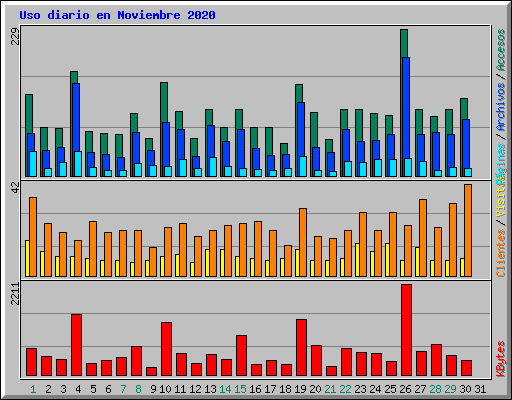 Uso diario en Noviembre 2020
229
42
2211
Accesos / Archivos / Páginas
Clientes / Visitas
KBytes
1 2 3 4 5 6 7 8 9 10 11 12 13 14 15 16 17 18 19 20 21 22 23 24 25 26 27 28 29 30 31